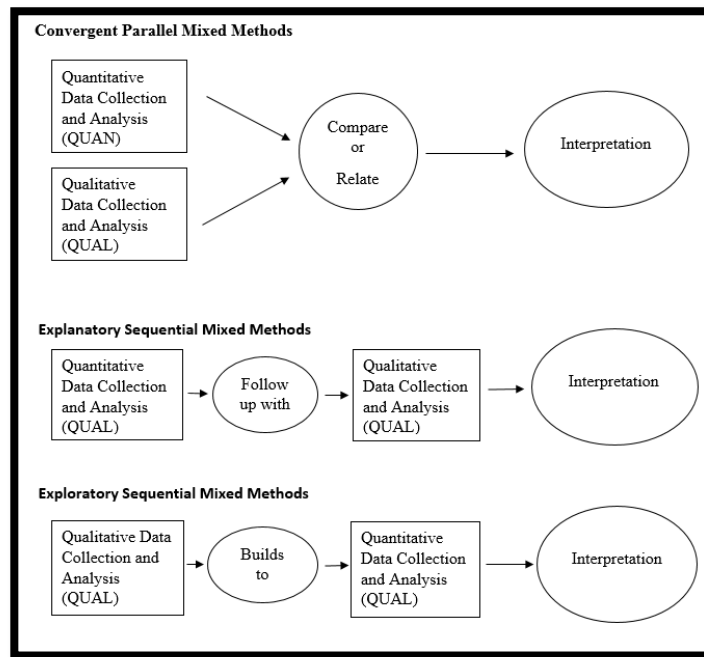 Convergent Parallel Mixed Methods
Quantitative
Data Collection
and Analysis
(QUAN)
Qualitative
Data Collection
and Analysis
(QUAL)
Compare
or
Relate
Interpretation
Explanatory Sequential Mixed Methods
Quantitative
Data Collection
and Analysis
(QUAL)
Follow
up with
Qualitative
Data Collection
and Analysis
(QUAL)
Interpretation
Exploratory Sequential Mixed Methods
Qualitative Data
Collection and
Analysis
(QUAL)
Builds
to
Quantitative
Data Collection
and Analysis
(QUAL)
Interpretation